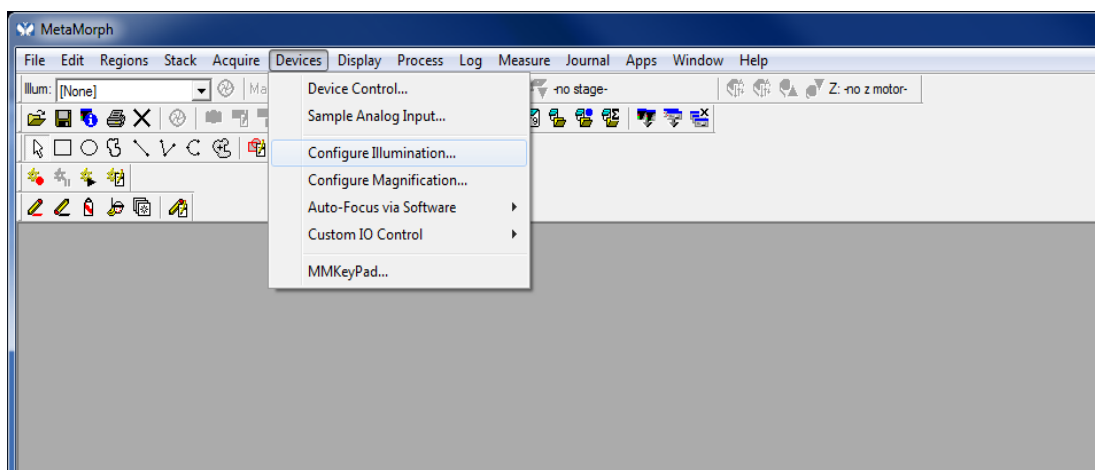 MetaMorph
File Edit Regions Stack Acquire Devices Display Process Log Measure Journal Apps Window Help
Illum: [None] Ma -no stage- Z: -no z motor-
Device Control...
Sample Analog Input...
Configure Illumination...
Configure Magnification...
Auto-Focus via Software
Custom IO Control
MMKeyPad...